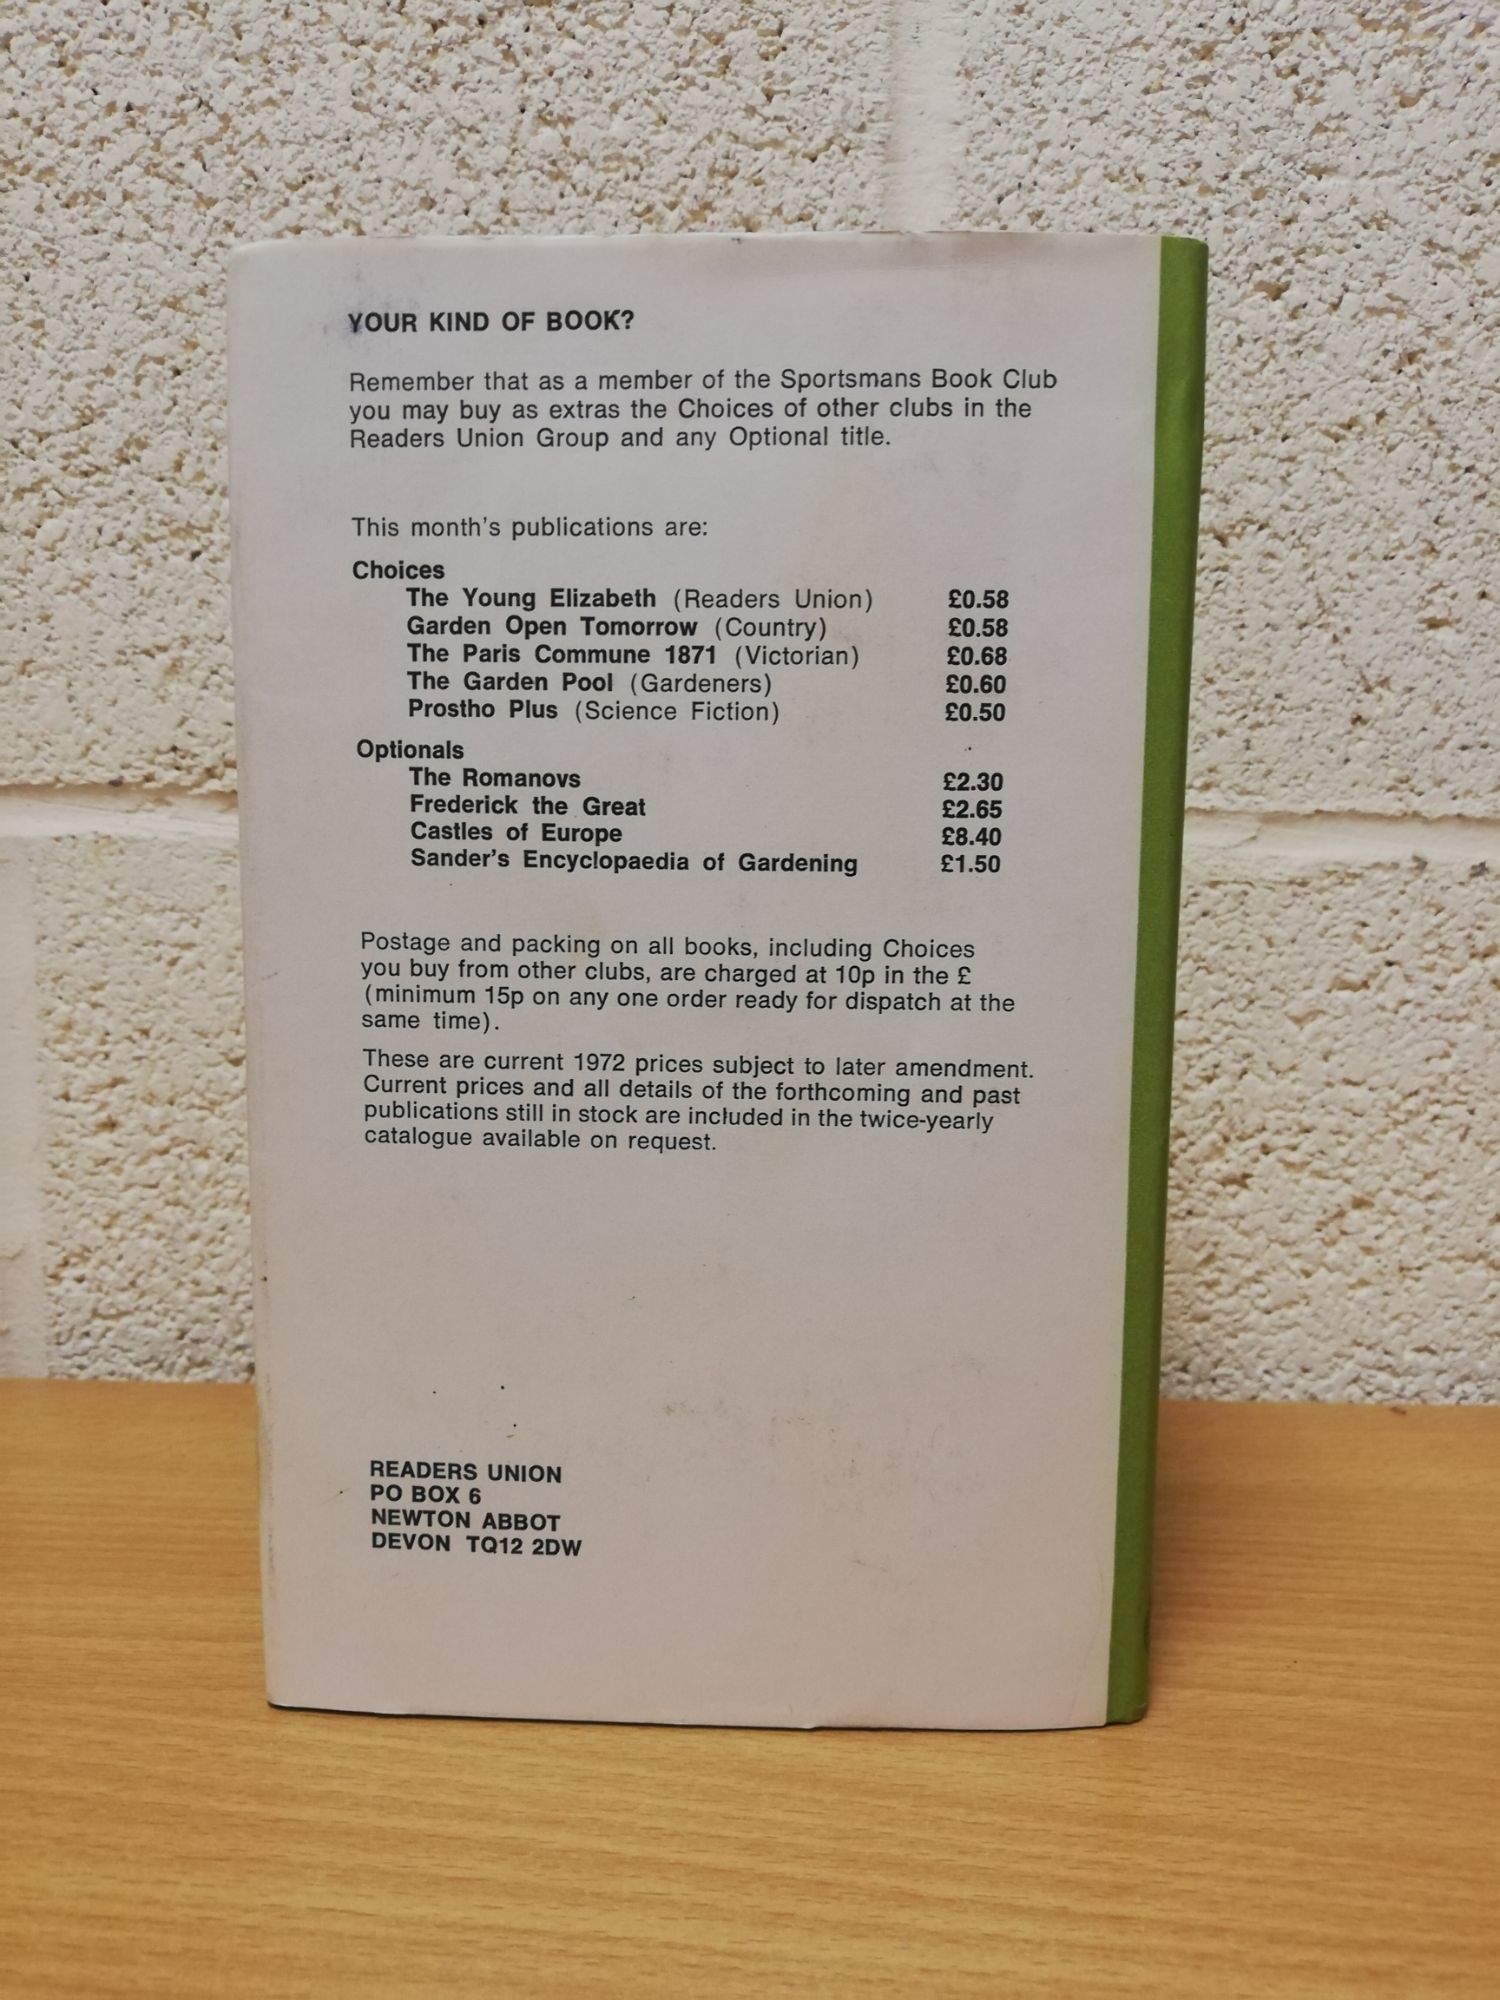 YOUR KIND OF BOOK?
Remember that as a member of the Sportsmans Book Club
you may buy as extras the Choices of other clubs in the
Readers Union Group and any Optional title.
This month's publications are:
Choices
The Young Elizabeth (Readers Union) £0.58
Garden Open Tomorrow (Country) £0.58
The Paris Commune 1871 (Victorian) £0.68
The Garden Pool (Gardeners) £0.60
Prostho Plus (Science Fiction) £0.50
Optionals
The Romanovs £2.30
Frederick the Great £2.65
Castles of Europe £8.40
Sander's Encyclopaedia of Gardening £1.50
Postage and packing on all books, including Choices
you buy from other clubs, are charged at 10p in the £
(minimum 15p on any one order ready for dispatch at the
same time).
These are current 1972 prices subject to later amendment.
Current prices and all details of the forthcoming and past
publications still in stock are included in the twice-yearly
catalogue available on request.
READERS UNION
PO BOX 6
NEWTON ABBOT
DEVON TQ12 2DW